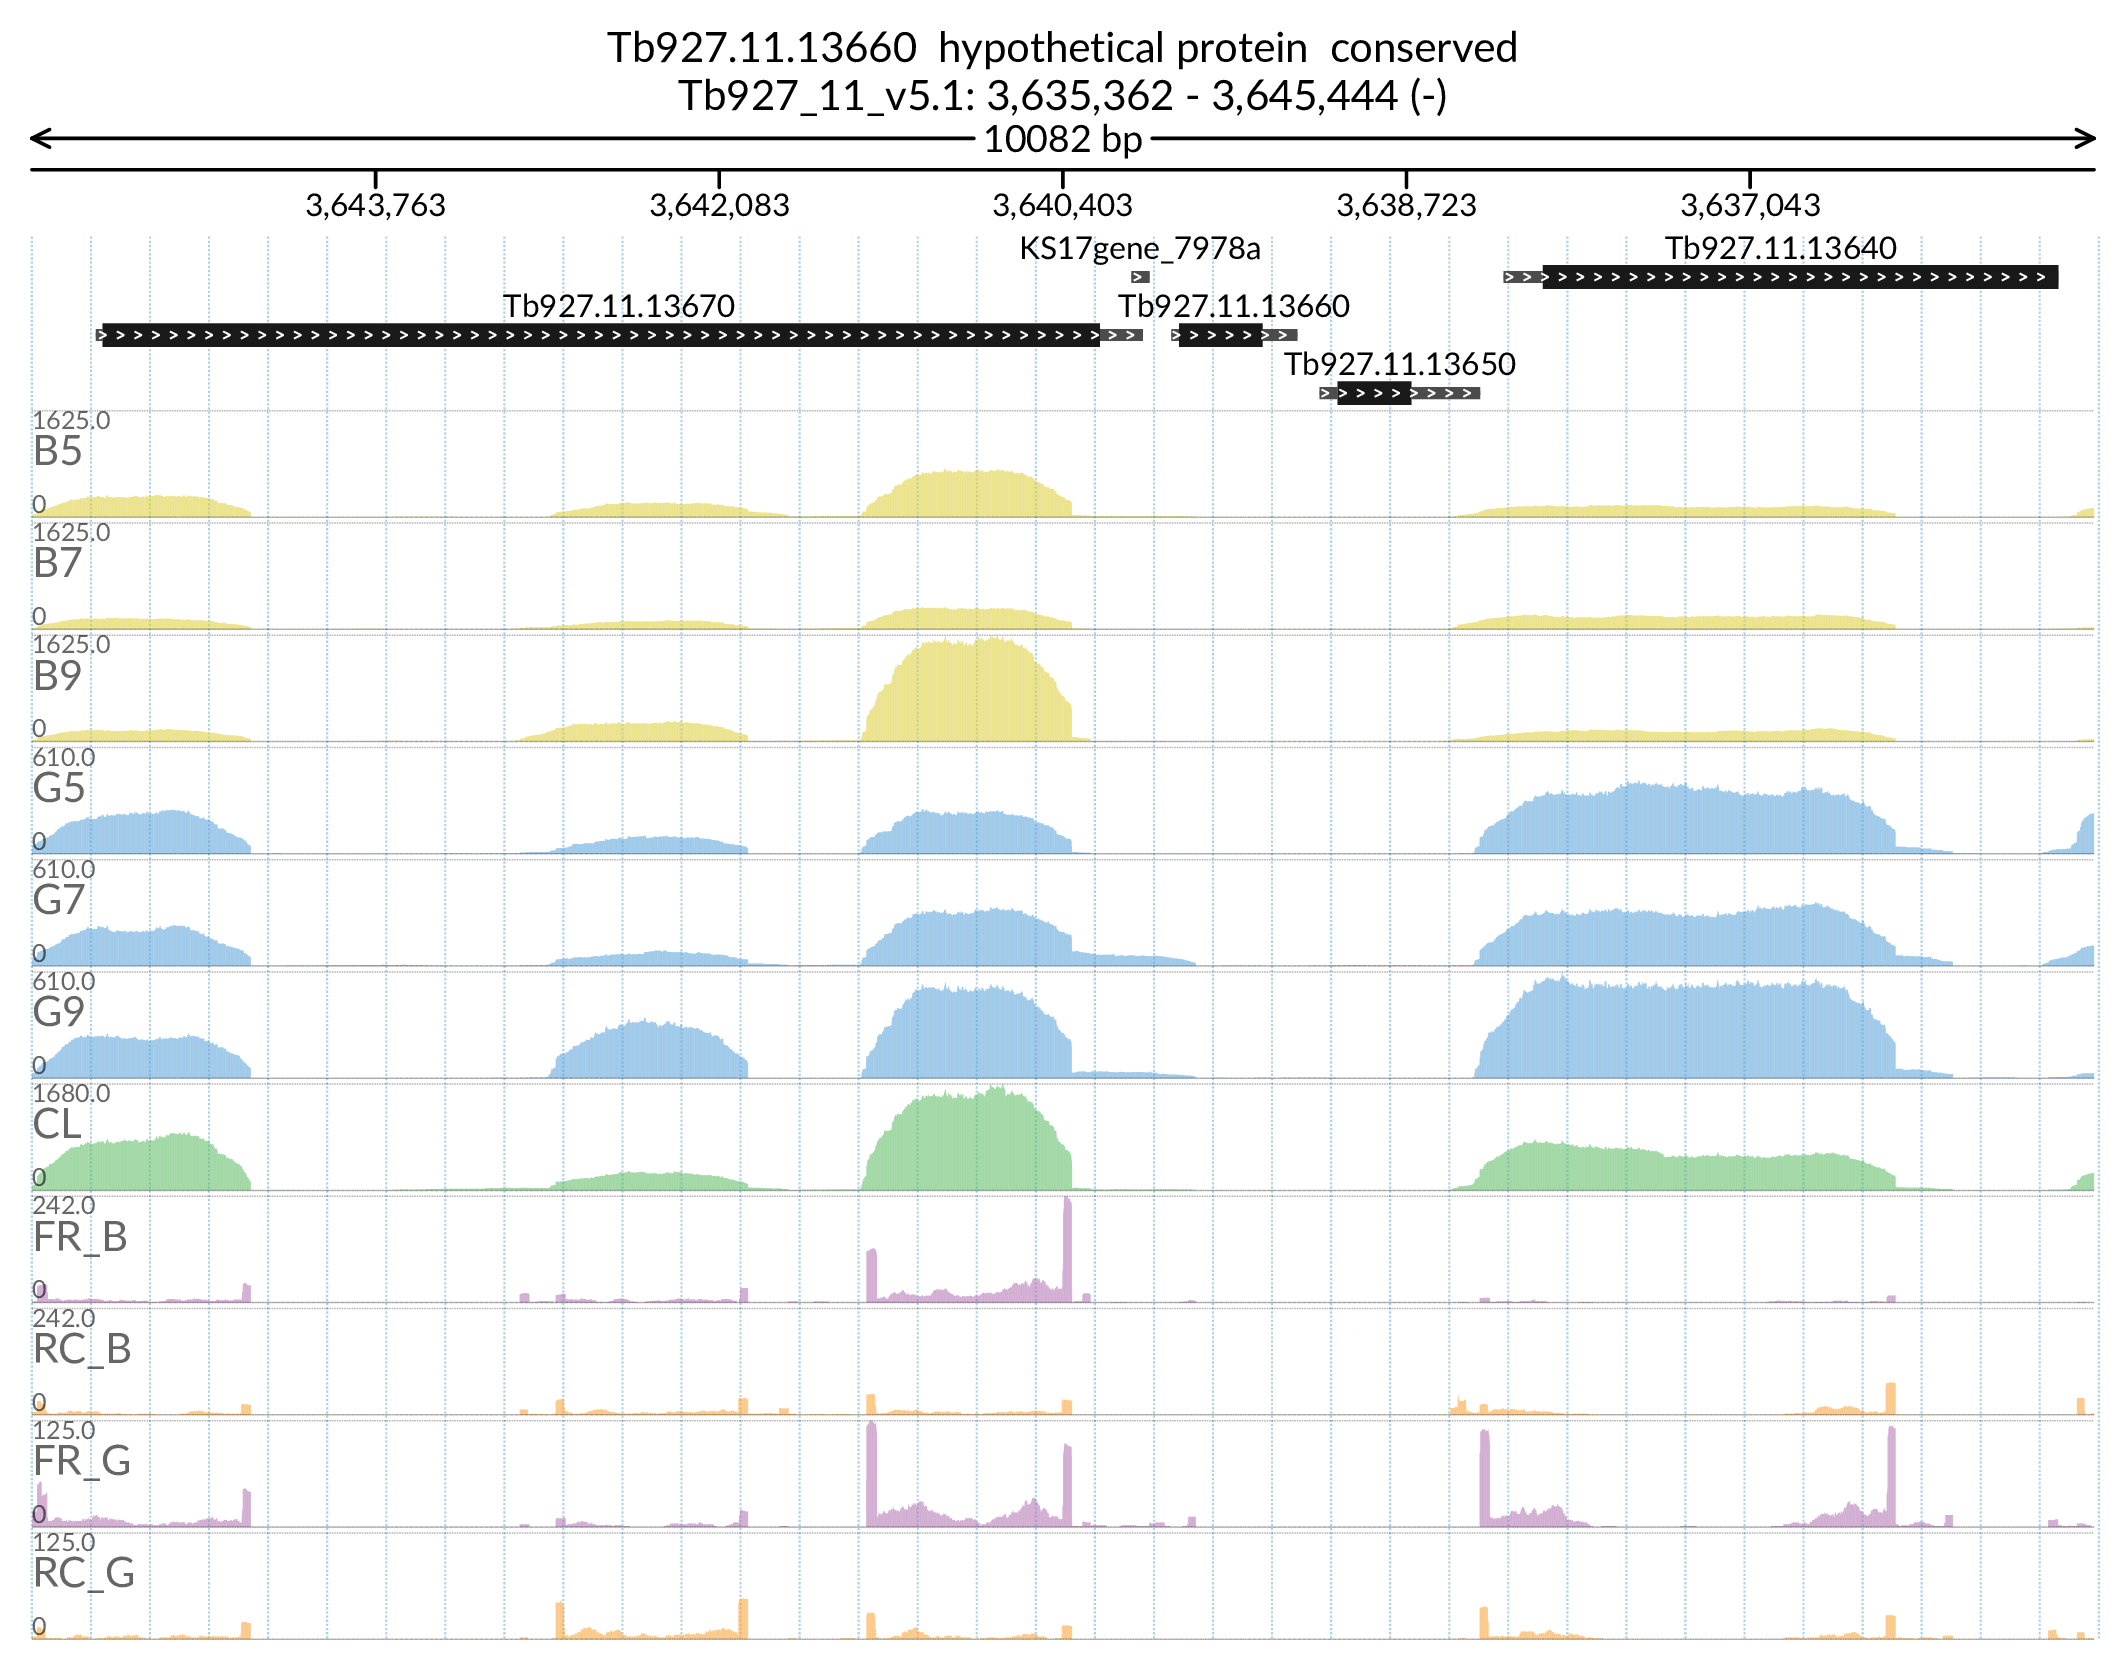 Tb927.11.13660  hypothetical protein  conserved
Tb927_11_v5.1: 3,635,362 - 3,645,444 (-)
10082 bp
3,643,763 3,642,083 3,640,403 3,638,723 3,637,043
KS17gene_7978a Tb927.11.13640
Tb927.11.13670 Tb927.11.13660
Tb927.11.13650
1625.0
B5
0
1625.0
B7
0
1625.0
B9
0
610.0
G5
0
610.0
G7
0
610.0
G9
0
1680.0
CL
0
242.0
FR_B
0
242.0
RC_B
0
125.0
FR_G
0
125.0
RC_G
0